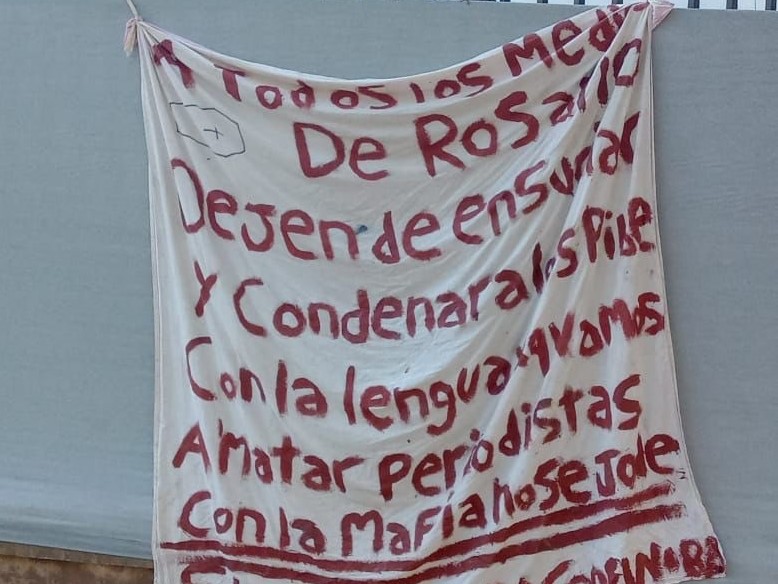 A Todos los Medi
De Rosario
Dejen de ensuciar
Y Condenar a los Pibe
Con la lengua xq vamos
A Matar Periodistas
Con la Mafia no Se Jode